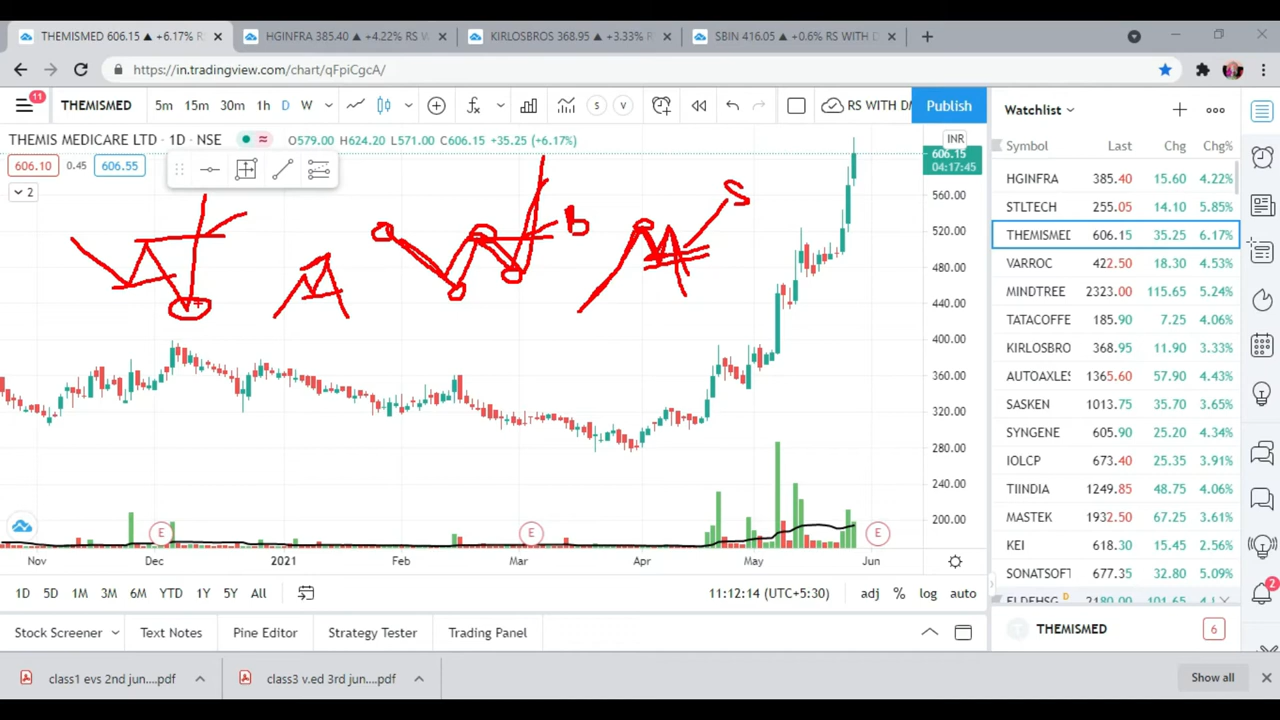 THEMISMED 606.15 ▲ +6.17% RS
HGINFRA 385.40 ▲ +4.22% RS W
KIRLOSBROS 368.95 ▲ +3.33% RS
SBIN 416.05 ▲ +0.6% RS WITH D
https://in.tradingview.com/chart/qFpiCgcA/
11
THEMISMED 5m 15m 30m 1h D W RS WITH DM Publish
S V
Watchlist
THEMIS MEDICARE LTD · 1D · NSE O579.00 H624.20 L571.00 C606.15 +35.25 (+6.17%)
606.10 0.45 606.55
2
INR
606.15
04:17:45
560.00
520.00
480.00
440.00
400.00
360.00
320.00
280.00
240.00
200.00
b
S
E E E
Nov Dec 2021 Feb Mar Apr May Jun
1D 5D 1M 3M 6M YTD 1Y 5Y All 11:12:14 (UTC+5:30) adj % log auto
Symbol Last Chg Chg%
HGINFRA 385.40 15.60 4.22%
STLTECH 255.05 14.10 5.85%
THEMISMED 606.15 35.25 6.17%
VARROC 422.50 18.30 4.53%
MINDTREE 2323.00 115.65 5.24%
TATACOFFE 185.90 7.25 4.06%
KIRLOSBRO 368.95 11.90 3.33%
AUTOAXLES 1365.60 57.90 4.43%
SASKEN 1013.75 35.70 3.65%
SYNGENE 605.90 25.20 4.34%
IOLCP 673.40 25.35 3.91%
TIINDIA 1249.85 48.75 4.06%
MASTEK 1932.50 67.25 3.61%
KEI 618.30 15.45 2.56%
SONATSOFT 677.35 32.80 5.09%
2
Stock Screener Text Notes Pine Editor Strategy Tester Trading Panel
THEMISMED 6
class1 evs 2nd jun....pdf class3 v.ed 3rd jun....pdf Show all